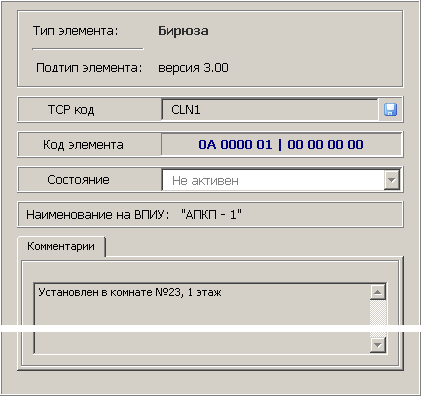 Тип элемента: Бирюза
Подтип элемента: версия 3.00
TCP код CLN1
Код элемента 0A 0000 01 | 00 00 00 00
Состояние Не активен
Наименование на ВПИУ: "АПКП - 1"
Комментарии
Установлен в комнате №23, 1 этаж